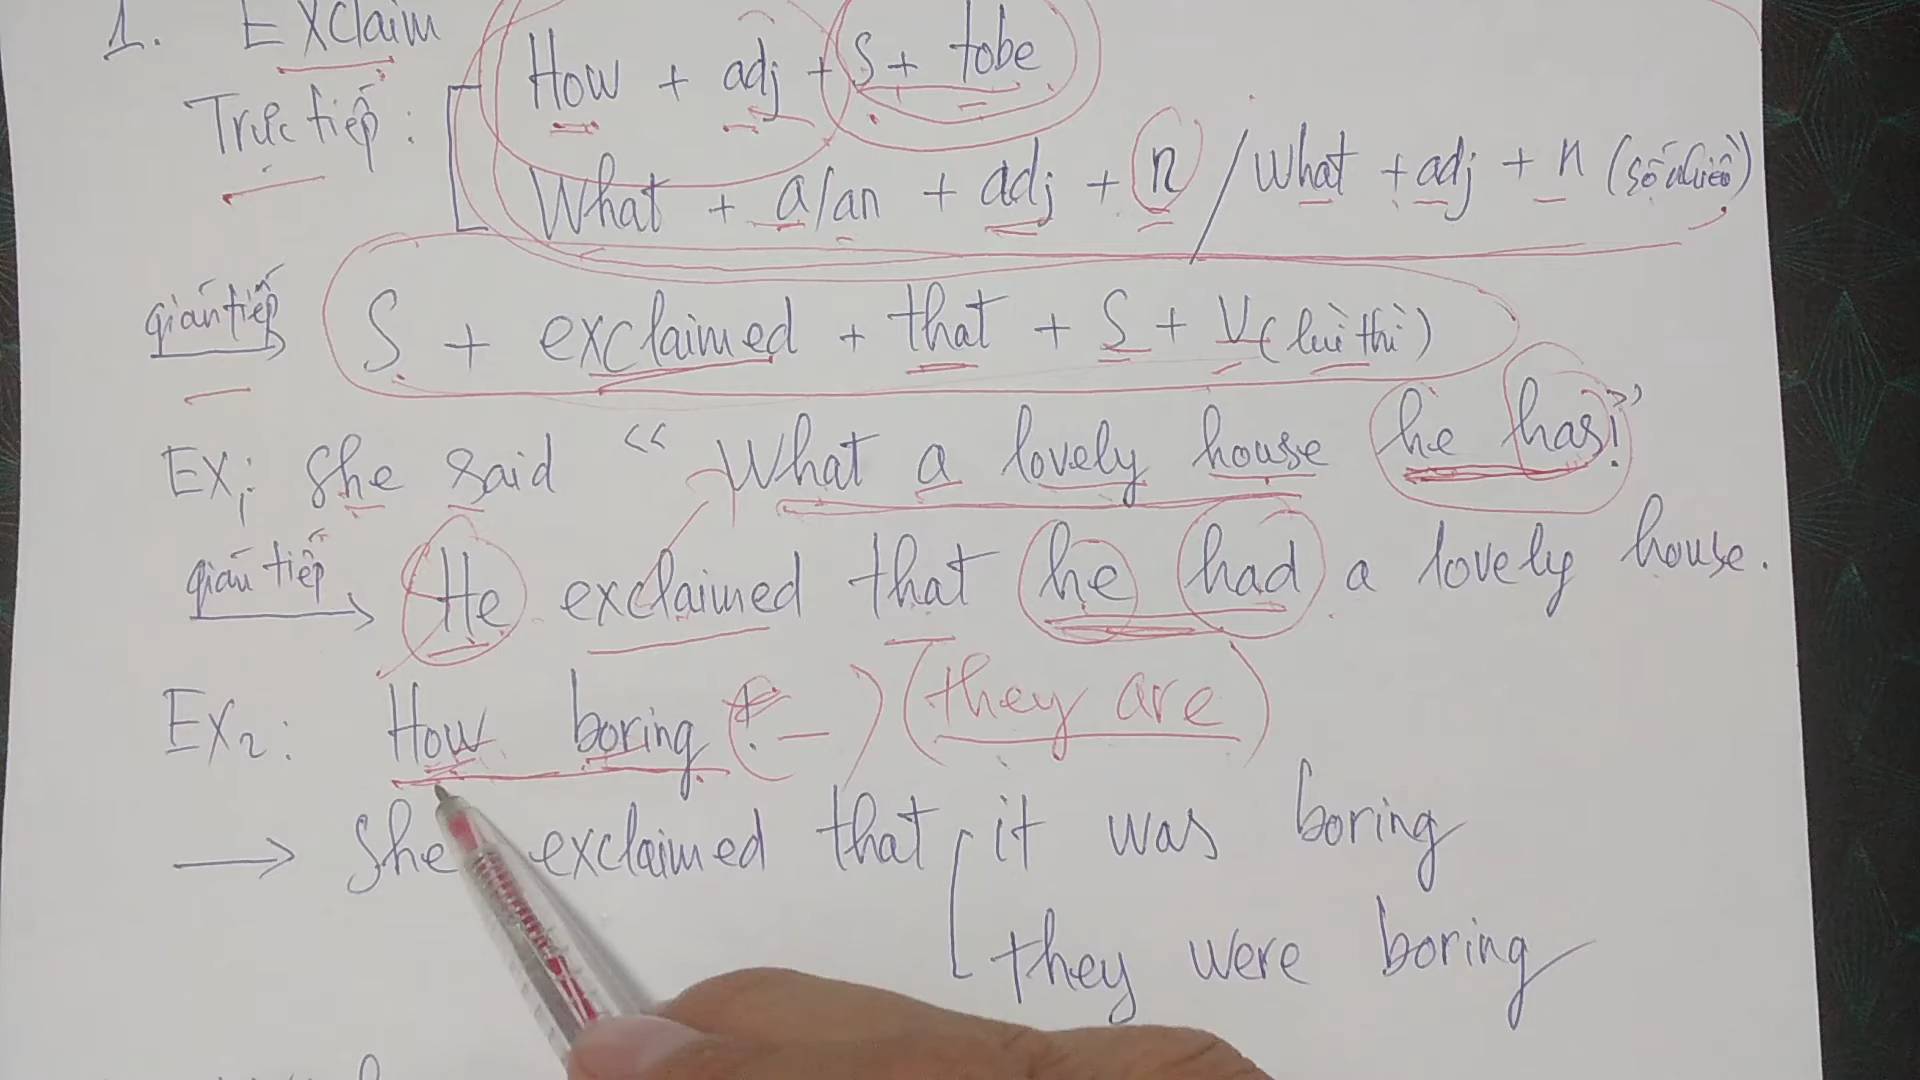 1. Exclaim
Trực tiếp : How + adj + S + tobe
What + a/an + adj + n / What + adj + n (số nhiều)
gián tiếp S + exclaimed + that + S + V (lùi thì)
EX1: She said “ What a lovely house he has!”
gián tiếp → He exclaimed that he had a lovely house.
EX2: How boring (they are)
→ She exclaimed that it was boring
they were boring